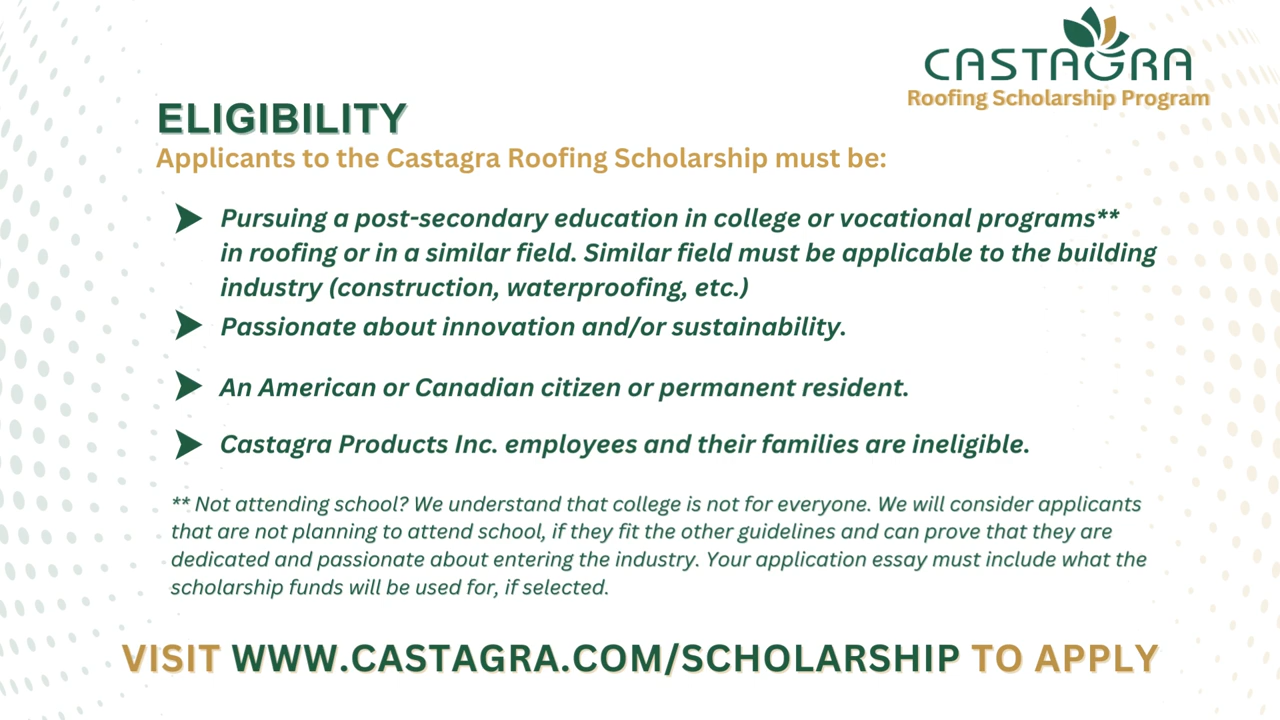 CASTAGRA
Roofing Scholarship Program
ELIGIBILITY
Applicants to the Castagra Roofing Scholarship must be:
Pursuing a post-secondary education in college or vocational programs**
in roofing or in a similar field. Similar field must be applicable to the building
industry (construction, waterproofing, etc.)
Passionate about innovation and/or sustainability.
An American or Canadian citizen or permanent resident.
Castagra Products Inc. employees and their families are ineligible.
** Not attending school? We understand that college is not for everyone. We will consider applicants
that are not planning to attend school, if they fit the other guidelines and can prove that they are
dedicated and passionate about entering the industry. Your application essay must include what the
scholarship funds will be used for, if selected.
VISIT WWW.CASTAGRA.COM/SCHOLARSHIP TO APPLY